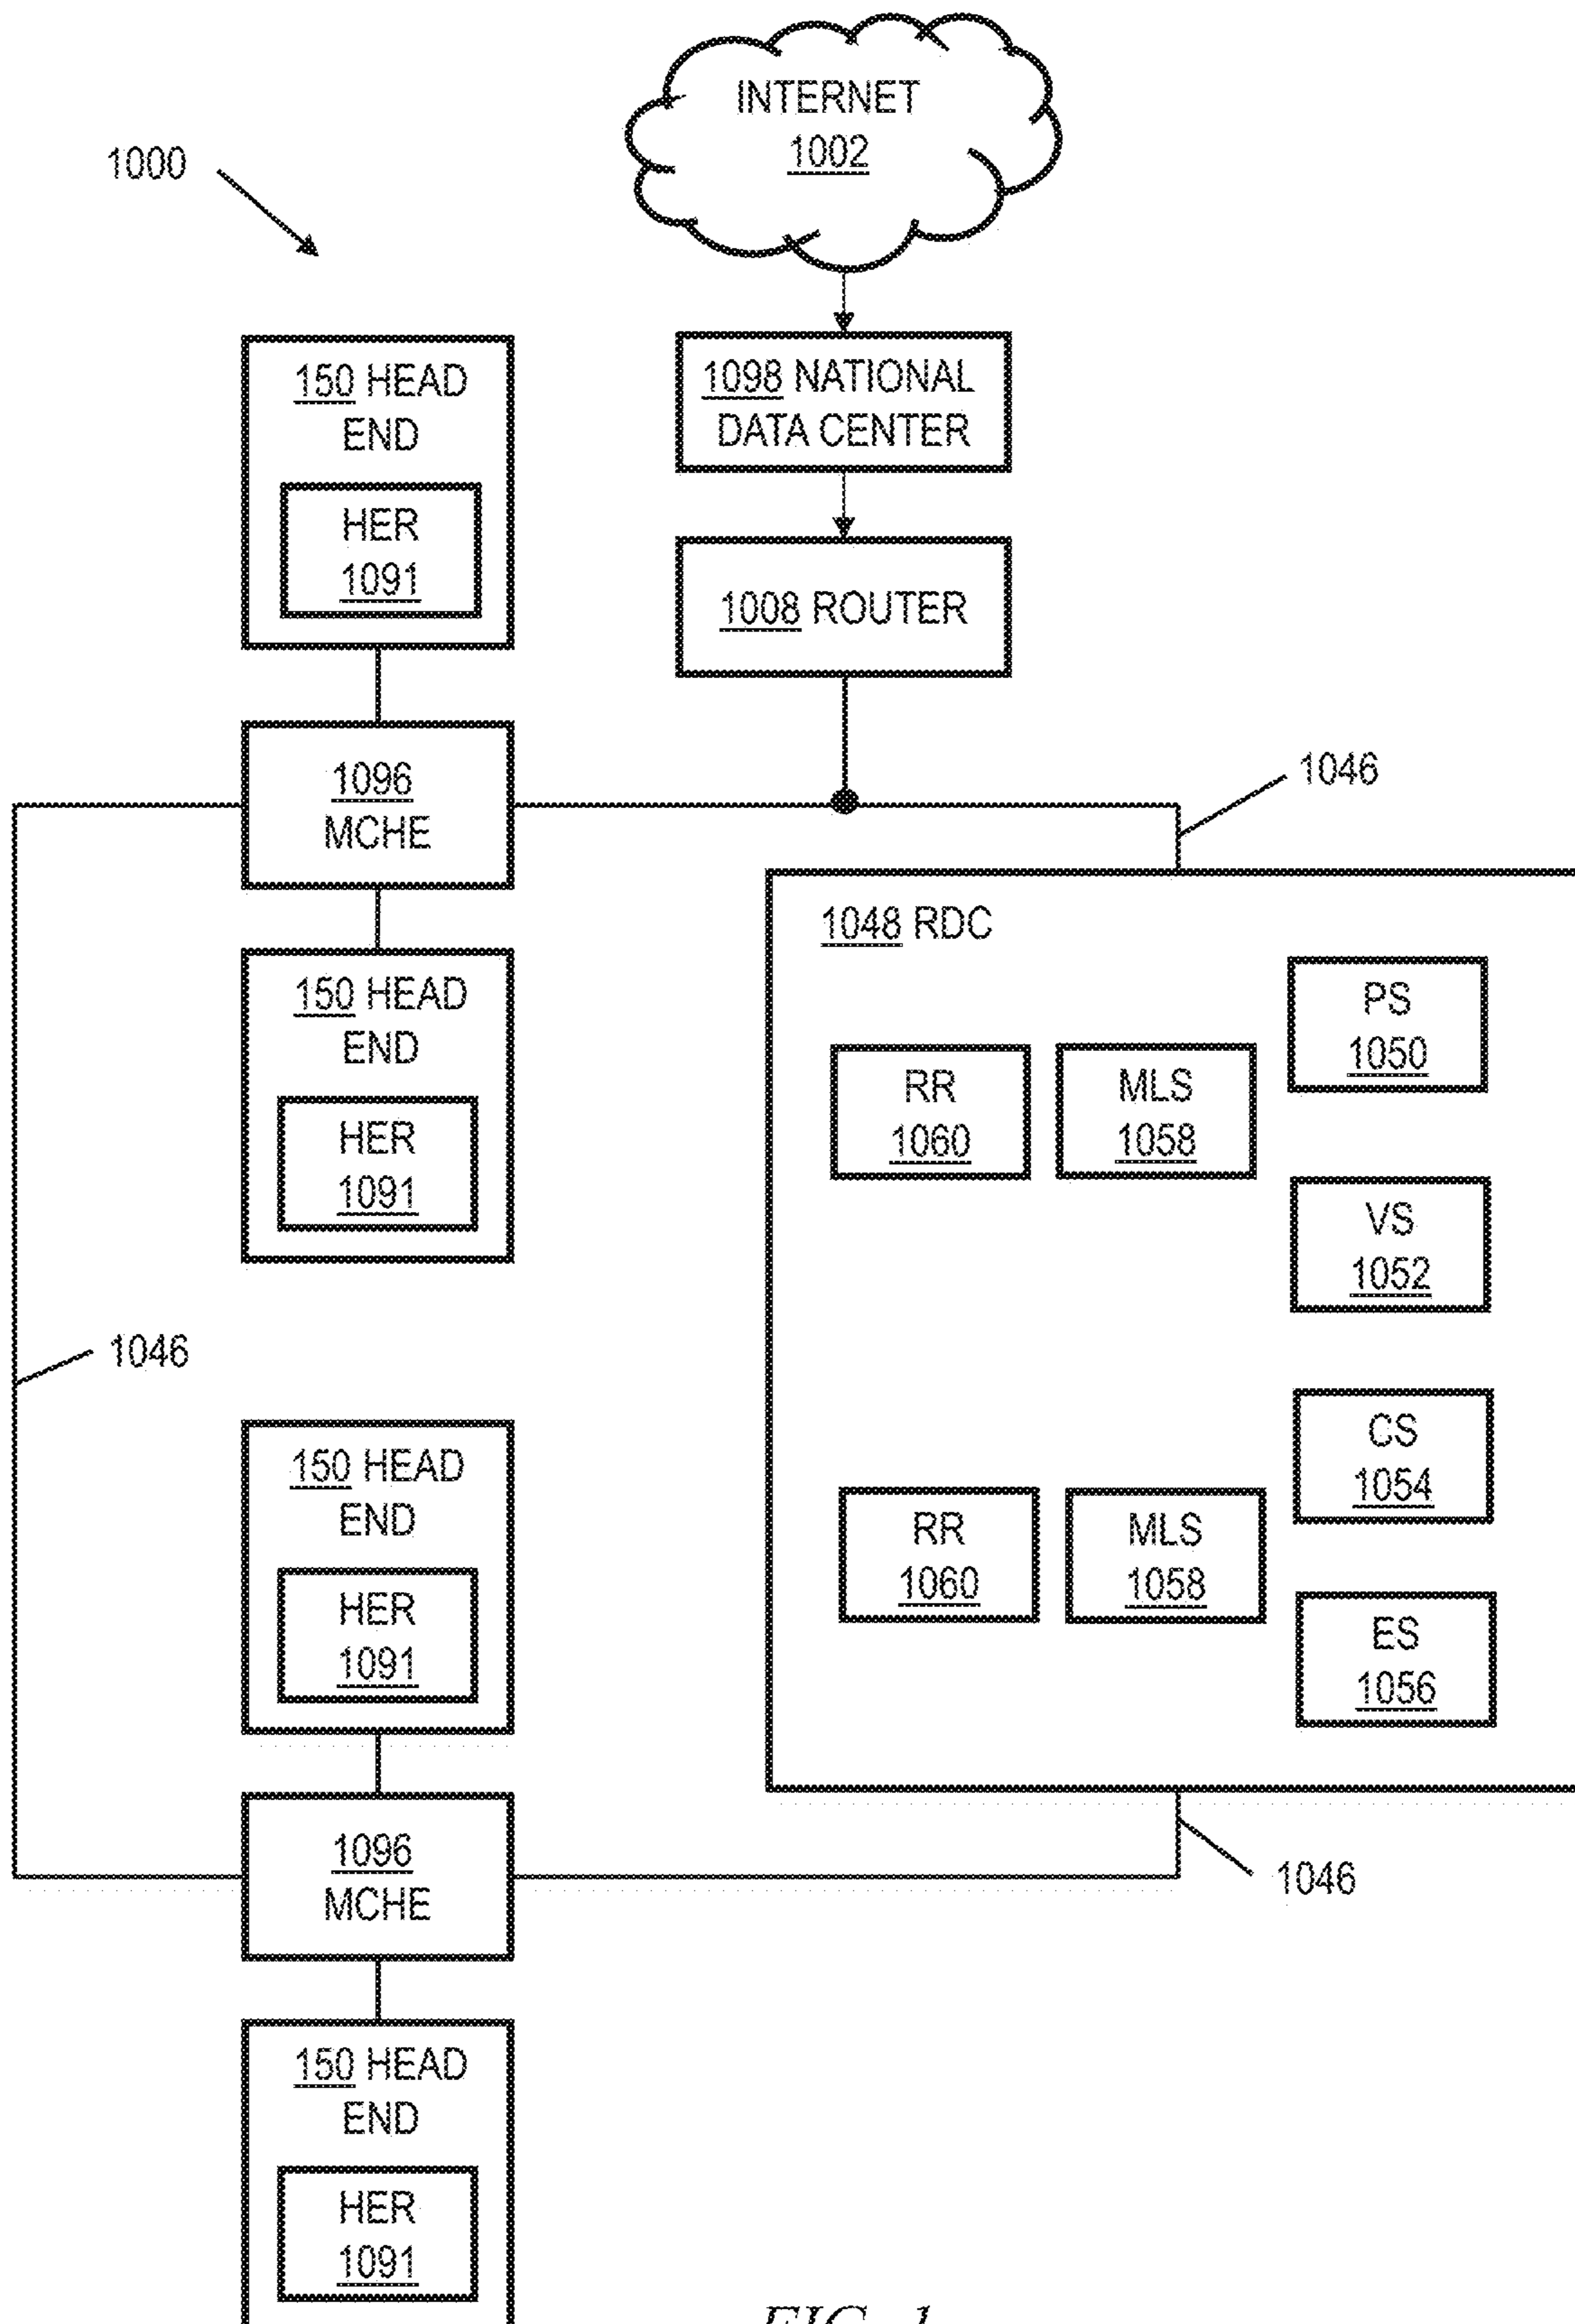 INTERNET
1002
1000
150 HEAD
END
HER
1091
1098 NATIONAL
DATA CENTER
1008 ROUTER
1096
MCHE
1046
150 HEAD
END
HER
1091
1048 RDC
PS
1050
RR
1060
MLS
1058
VS
1052
1046
CS
1054
150 HEAD
END
HER
1091
RR
1060
MLS
1058
ES
1056
1096
MCHE
1046
150 HEAD
END
HER
1091
FIG. 1